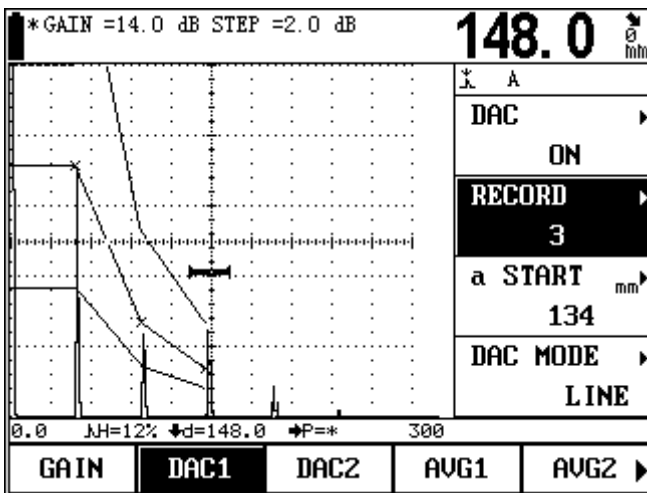 *GAIN =14.0 dB STEP =2.0 dB
148.0 0 mm
A
DAC
ON
RECORD
3
a START mm
134
DAC MODE
LINE
0.0 H=12% d=148.0 P=* 300
GAIN DAC1 DAC2 AVG1 AVG2